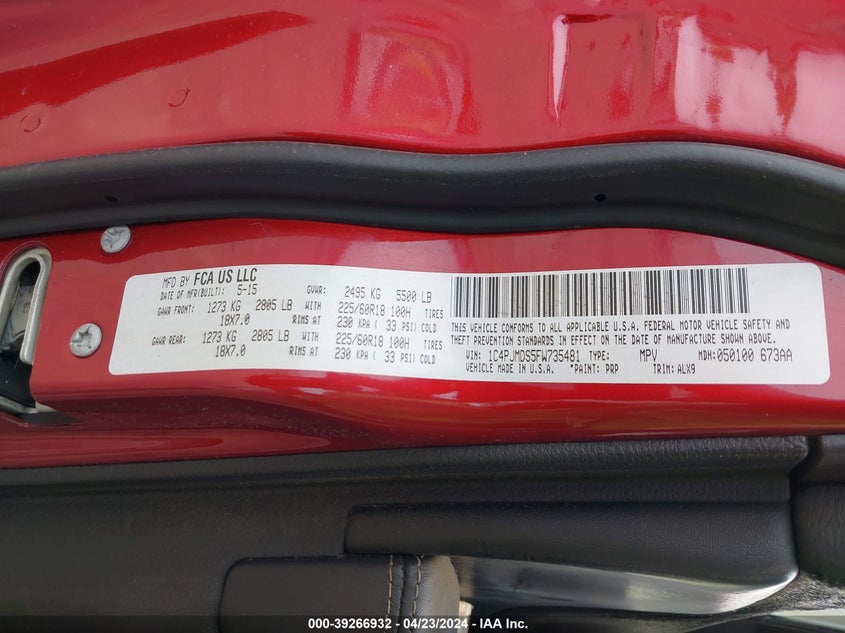 MFD BY FCA US LLC
DATE OF MFR(BUILT): 5-15 GVWR: 2495 KG 5500 LB
GAWR FRONT: 1273 KG 2805 LB WITH 225/60R18 100H TIRES
18X7.0 RIMS AT 230 KPA ( 33 PSI) COLD
GAWR REAR: 1273 KG 2805 LB WITH 225/60R18 100H TIRES
18X7.0 RIMS AT 230 KPA ( 33 PSI) COLD
THIS VEHICLE CONFORMS TO ALL APPLICABLE U.S.A. FEDERAL MOTOR VEHICLE SAFETY AND
THEFT PREVENTION STANDARDS IN EFFECT ON THE DATE OF MANUFACTURE SHOWN ABOVE.
VIN: 1C4PJMDS5FW735481 TYPE: MPV MDH: 050100 673AA
VEHICLE MADE IN U.S.A. *PAINT: PRP TRIM: ALX9
000-39266932 / 04/23/2024 - IAA Inc.